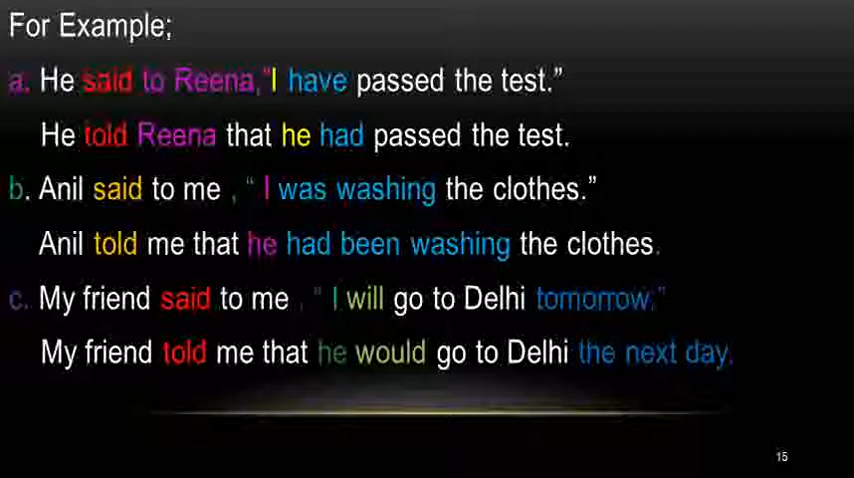 For Example;
a. He said to Reena,"I have passed the test.”
He told Reena that he had passed the test.
b. Anil said to me , “ I was washing the clothes.”
Anil told me that he had been washing the clothes.
c. My friend said to me , “ I will go to Delhi tomorrow.”
My friend told me that he would go to Delhi the next day.
15